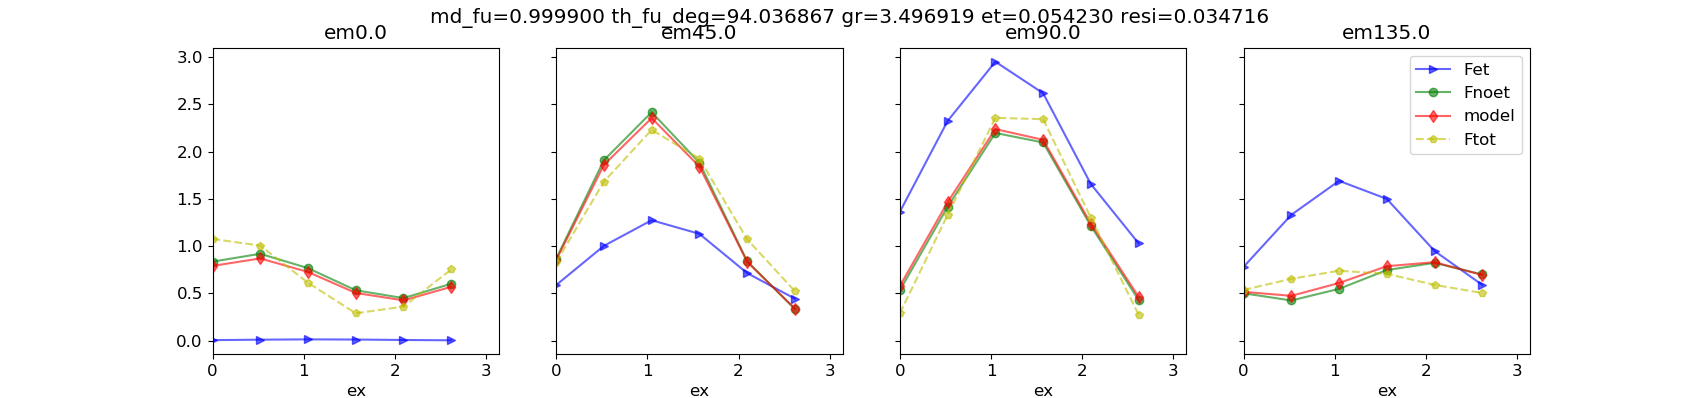 md_fu=0.999900 th_fu_deg=94.036867 gr=3.496919 et=0.054230 resi=0.034716
em0.0 em45.0 em90.0 em135.0
3.0
2.5
2.0
1.5
1.0
0.5
0.0
Fet
Fnoet
model
Ftot
0 1 2 3 0 1 2 3 0 1 2 3 0 1 2 3
ex ex ex ex